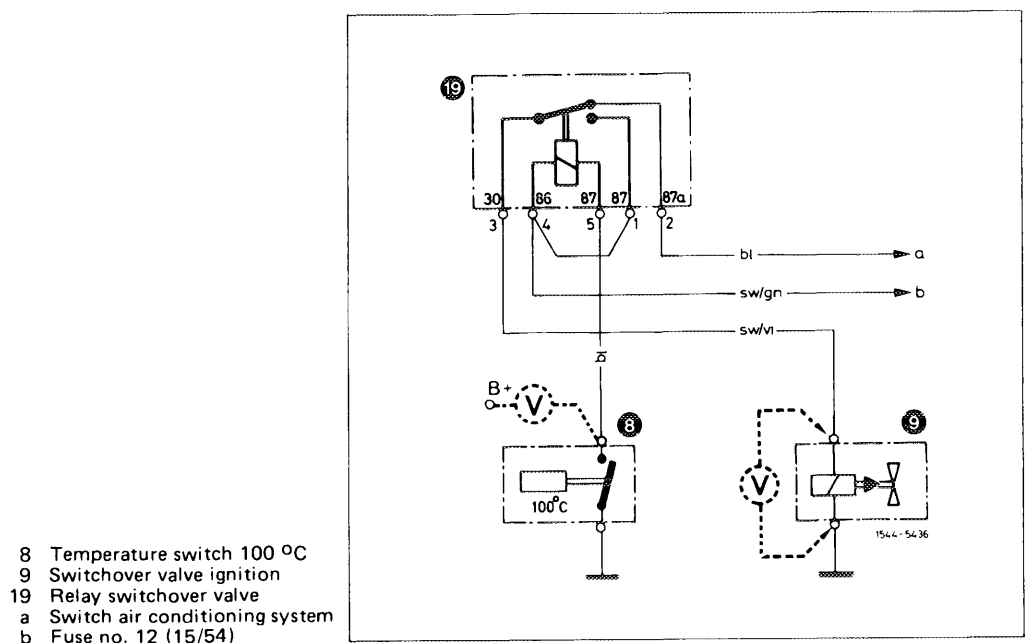 19
30 86 87 87 87a
3 4 5 1 2
bl a
sw/gn b
sw/vi
bl
B+
V
8
9
V
100°C
1544-5436
8 Temperature switch 100 °C
9 Switchover valve ignition
19 Relay switchover valve
a Switch air conditioning system
b Fuse no. 12 (15/54)